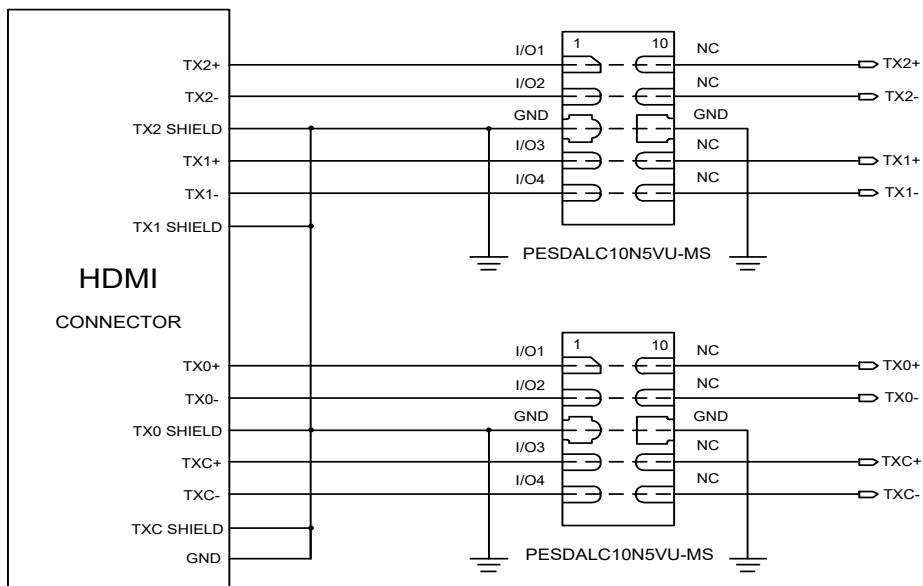 I/O1 1 10 NC
TX2+ TX2+
I/O2 NC
TX2- TX2-
GND GND
TX2 SHIELD
I/O3 NC
TX1+ TX1+
I/O4 NC
TX1- TX1-
TX1 SHIELD
PESDALC10N5VU-MS
HDMI
CONNECTOR
I/O1 1 10 NC
TX0+ TX0+
I/O2 NC
TX0- TX0-
GND GND
TX0 SHIELD
I/O3 NC
TXC+ TXC+
I/O4 NC
TXC- TXC-
TXC SHIELD
PESDALC10N5VU-MS
GND